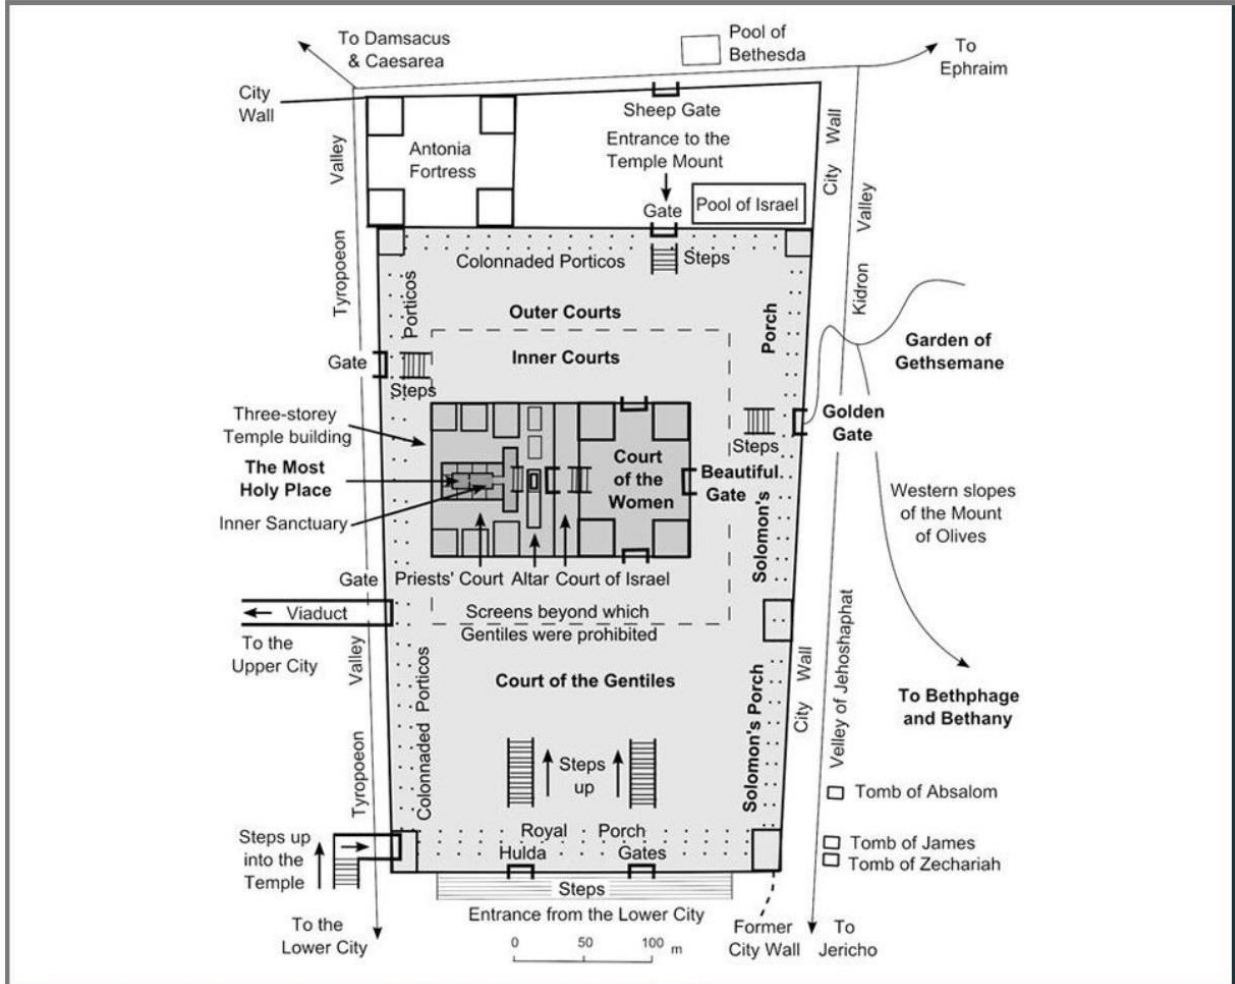 To Damsacus
& Caesarea
Pool of
Bethesda
To
Ephraim
City
Wall
Sheep Gate
Entrance to the
Temple Mount
Antonia
Fortress
Valley
City Wall
Gate
Pool of Israel
Kidron Valley
Steps
Colonnaded Porticos
Tyropoeon
Porticos
Outer Courts
Porch
Inner Courts
Garden of
Gethsemane
Gate
Steps
Three-storey
Temple building
Golden
Gate
Steps
Court
of the
Women
The Most
Holy Place
Beautiful
Gate
Inner Sanctuary
Western slopes
of the Mount
of Olives
Solomon's
Gate
Priests' Court
Altar
Court of Israel
Viaduct
Screens beyond which
Gentiles were prohibited
To the
Upper City
Valley
City Wall
Velley of Jehoshaphat
Court of the Gentiles
To Bethphage
and Bethany
Colonnaded Porticos
Solomon's Porch
Tyropoeon
Steps
up
Tomb of Absalom
Royal Porch
Steps up
into the
Temple
Hulda Gates
Tomb of James
Tomb of Zechariah
Steps
Entrance from the Lower City
To the
Lower City
Former
City Wall
To
Jericho
0 50 100 m